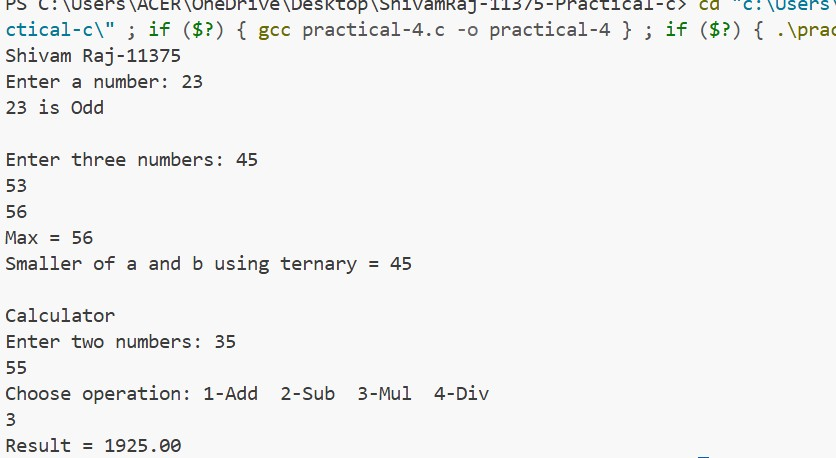 PS C:\Users\ACER\OneDrive\Desktop\ShivamRaj-11375-Practical-c> cd "c:\Users\
ctical-c\" ; if ($?) { gcc practical-4.c -o practical-4 } ; if ($?) { .\prac
Shivam Raj-11375
Enter a number: 23
23 is Odd
Enter three numbers: 45
53
56
Max = 56
Smaller of a and b using ternary = 45
Calculator
Enter two numbers: 35
55
Choose operation: 1-Add  2-Sub  3-Mul  4-Div
3
Result = 1925.00